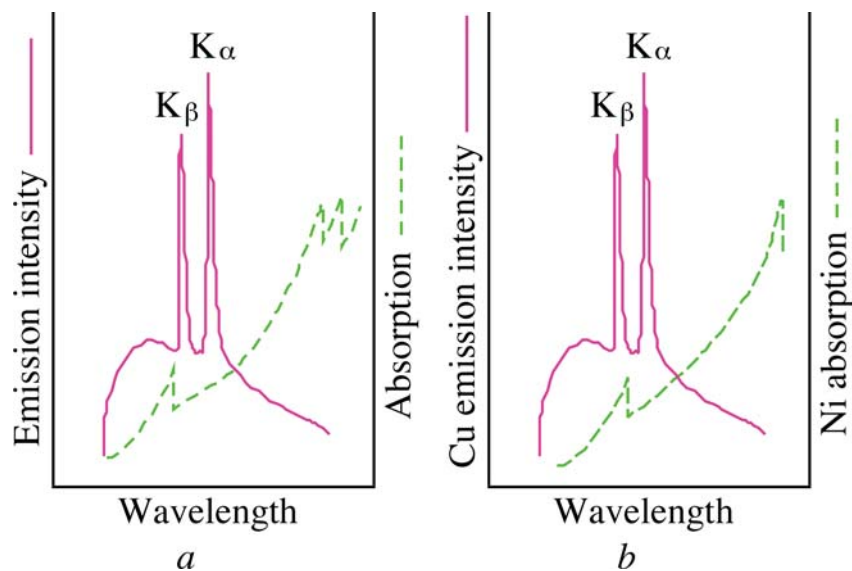 Emission intensity
Kβ
Kα
Absorption
Wavelength
a
Cu emission intensity
Kβ
Kα
Ni absorption
Wavelength
b